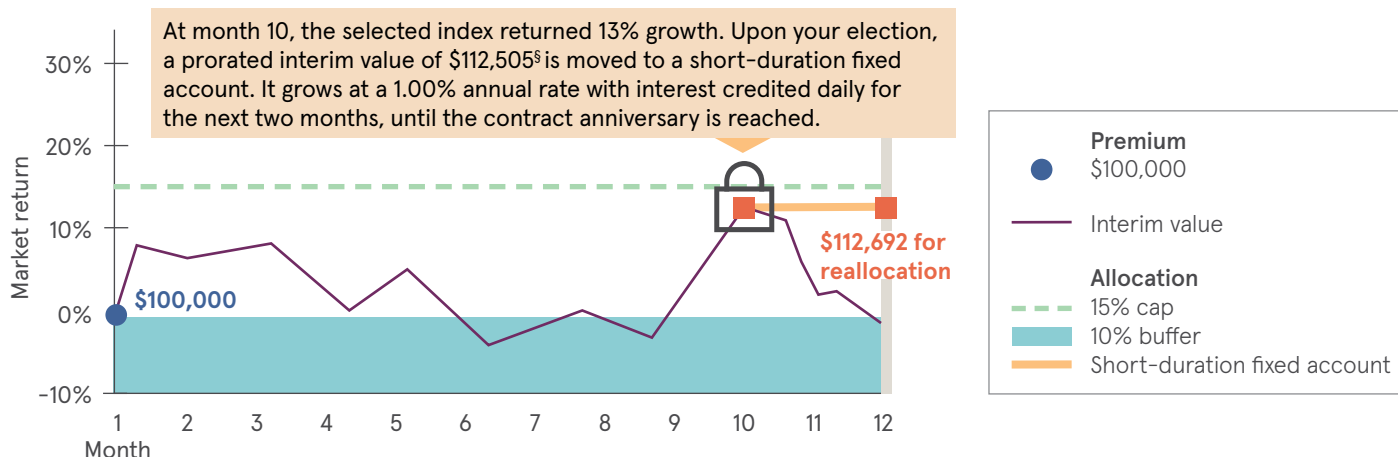 At month 10, the selected index returned 13% growth. Upon your election,
a prorated interim value of $112,505§ is moved to a short-duration fixed
account. It grows at a 1.00% annual rate with interest credited daily for
the next two months, until the contract anniversary is reached.
Market return
30%
20%
10%
0%
-10%
$100,000
$112,692 for
reallocation
1 2 3 4 5 6 7 8 9 10 11 12
Month
Premium
$100,000
Interim value
Allocation
15% cap
10% buffer
Short-duration fixed account